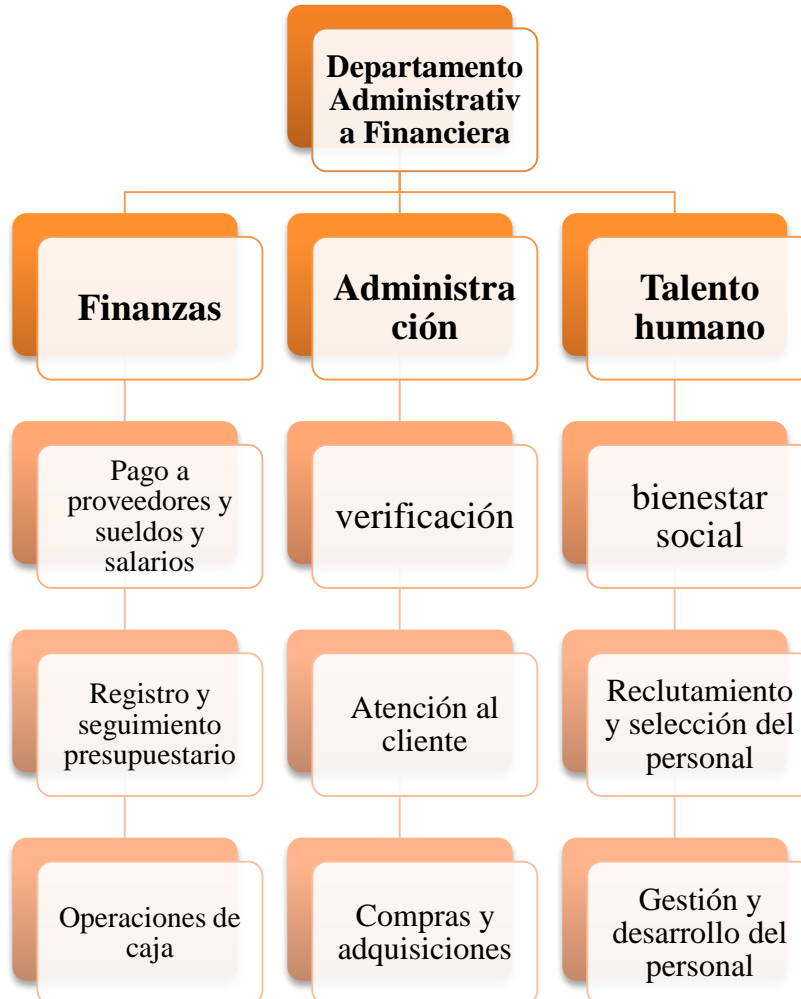 Departamento
Administrativ
a Financiera
Finanzas
Administra
ción
Talento
humano
Pago a
proveedores y
sueldos y
salarios
verificación
bienestar
social
Registro y
seguimiento
presupuestario
Atención al
cliente
Reclutamiento
y selección del
personal
Operaciones de
caja
Compras y
adquisiciones
Gestión y
desarrollo del
personal